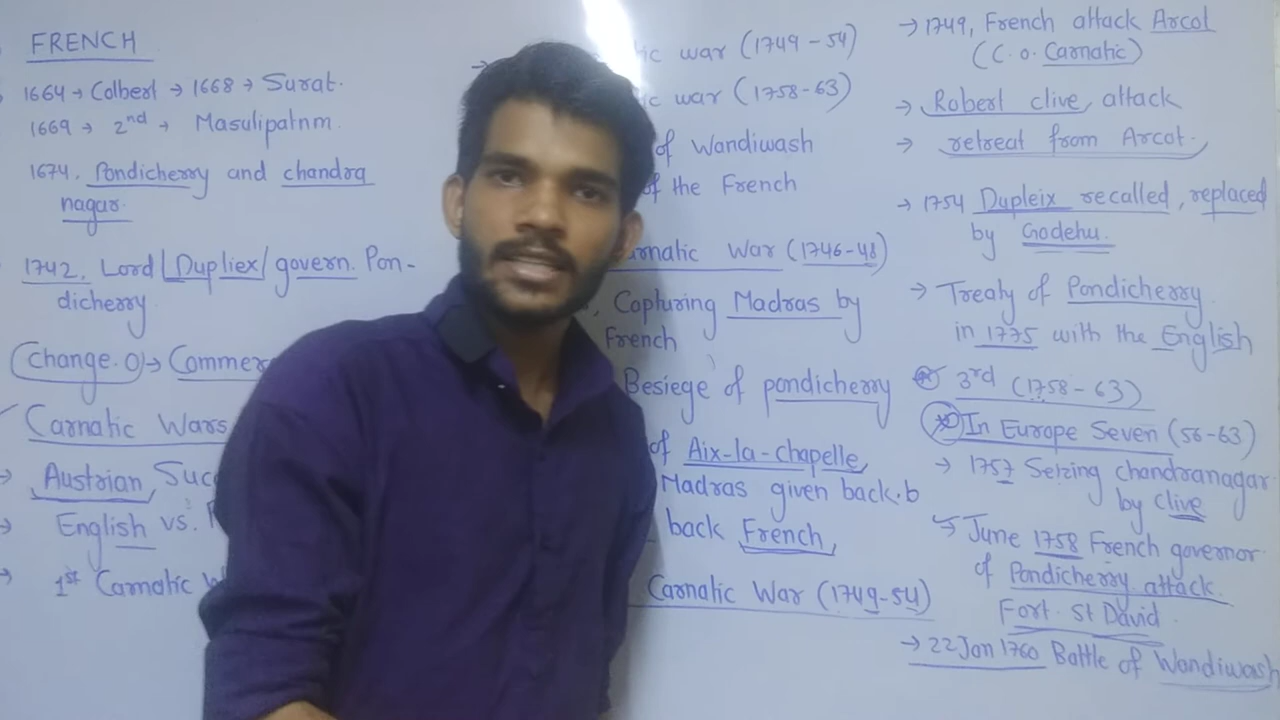 FRENCH
1664 → Colbert → 1668 → Surat.
1669 → 2nd → Masulipatnm.
1674. Pondicherry and chandra
nagar.
1742. Lord Dupliex/ govern. Pon-
dicherry
Change. O → Commer
Carnatic Wars
→ Austrian Suc
→ English vs.
→ 1st Carnatic W
→ ic war (1749-54)
ic war (1758-63)
of Wandiwash
of the French
rnatic War (1746-48)
Copturing Madras by
French
Besiege of pondicherry
of Aix-la-chapelle
Madras given back.b
back French
Carnatic War (1749-54)
→ 1749, French attack Arcot
(C.O. Carnatic)
→ Robert clive attack
→ retreat from Arcot.
→ 1754 Dupleix recalled, replaced
by Godehu.
→ Treaty of Pondicherry
in 1775 with the English
3rd (1758-63)
In Europe Seven (56-63)
→ 1757 Seizing chandranagar
by Clive
→ June 1758 French governor
of Pondicherry attack
Fort St David
→ 22 Jan 1760 Battle of Wandiwash